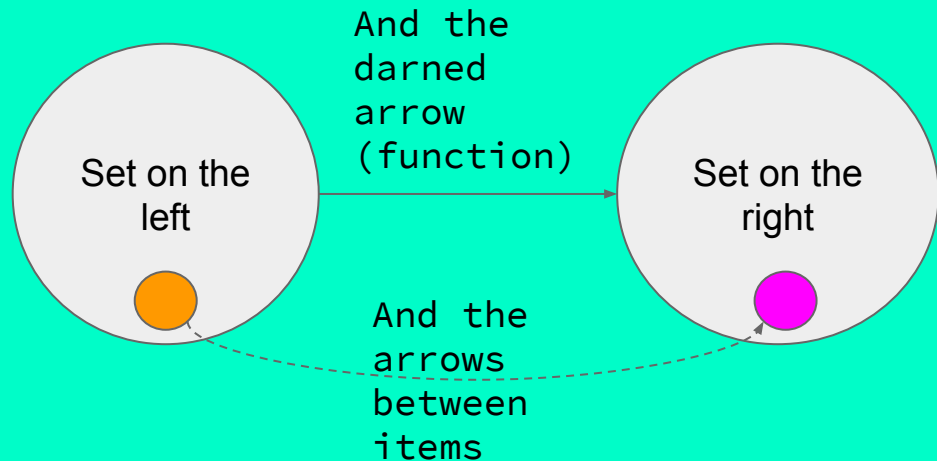 And the
darned
arrow
(function)
Set on the
left
Set on the
right
And the
arrows
between
items